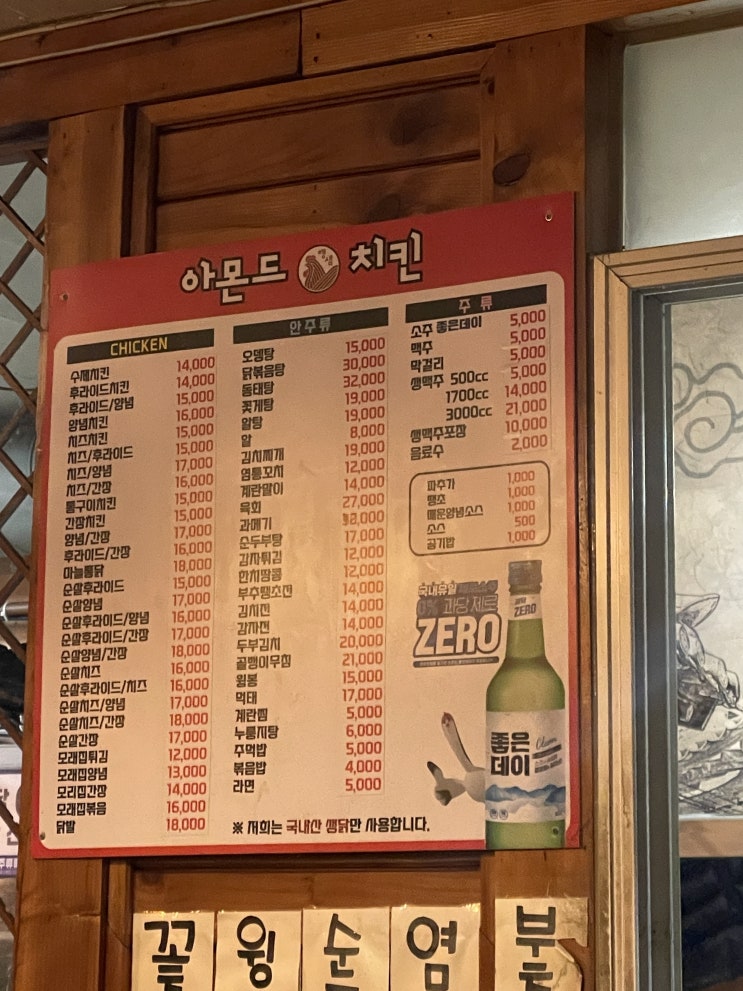 아몬드 치킨
CHICKEN
수제치킨 14,000
후라이드치킨 14,000
후라이드/양념 15,000
양념치킨 16,000
치즈치킨 15,000
치즈/후라이드 15,000
치즈/양념 17,000
치즈/간장 16,000
통구이치킨 15,000
간장치킨 15,000
양념/간장 17,000
후라이드/간장 16,000
마늘통닭 18,000
순살후라이드 15,000
순살양념 17,000
순살후라이드/양념 16,000
순살후라이드/간장 17,000
순살양념/간장 18,000
순살치즈 16,000
순살후라이드/치즈 16,000
순살치즈/양념 17,000
순살치즈/간장 18,000
순살간장 17,000
모래집튀김 12,000
모래집양념 13,000
모리집간장 14,000
모래집볶음 16,000
닭발 18,000
안주류
오뎅탕 15,000
닭볶음탕 30,000
동태탕 32,000
꽃게탕 19,000
알탕 19,000
알 8,000
김치찌개 19,000
염통꼬치 12,000
계란말이 14,000
육회 27,000
과메기
순두부탕 17,000
감자튀김 12,000
한치땅콩 12,000
부추땡초전 14,000
김치전 14,000
감자전 14,000
두부김치 20,000
골뱅이무침 21,000
윙봉 15,000
먹태 17,000
계란찜 5,000
누룽지탕 6,000
주먹밥 5,000
볶음밥 4,000
라면 5,000
주류
소주 좋은데이 5,000
맥주 5,000
막걸리 5,000
생맥주 500cc 5,000
1700cc 14,000
3000cc 21,000
생맥주포장 10,000
음료수 2,000
파추가 1,000
땡초 1,000
매운양념소스 1,000
소스 500
공기밥 1,000
국내유일
0% 과당 제로
ZERO
ZERO
좋은
데이
※ 저희는 국내산 생닭만 사용합니다.
꼴 윙 순 염